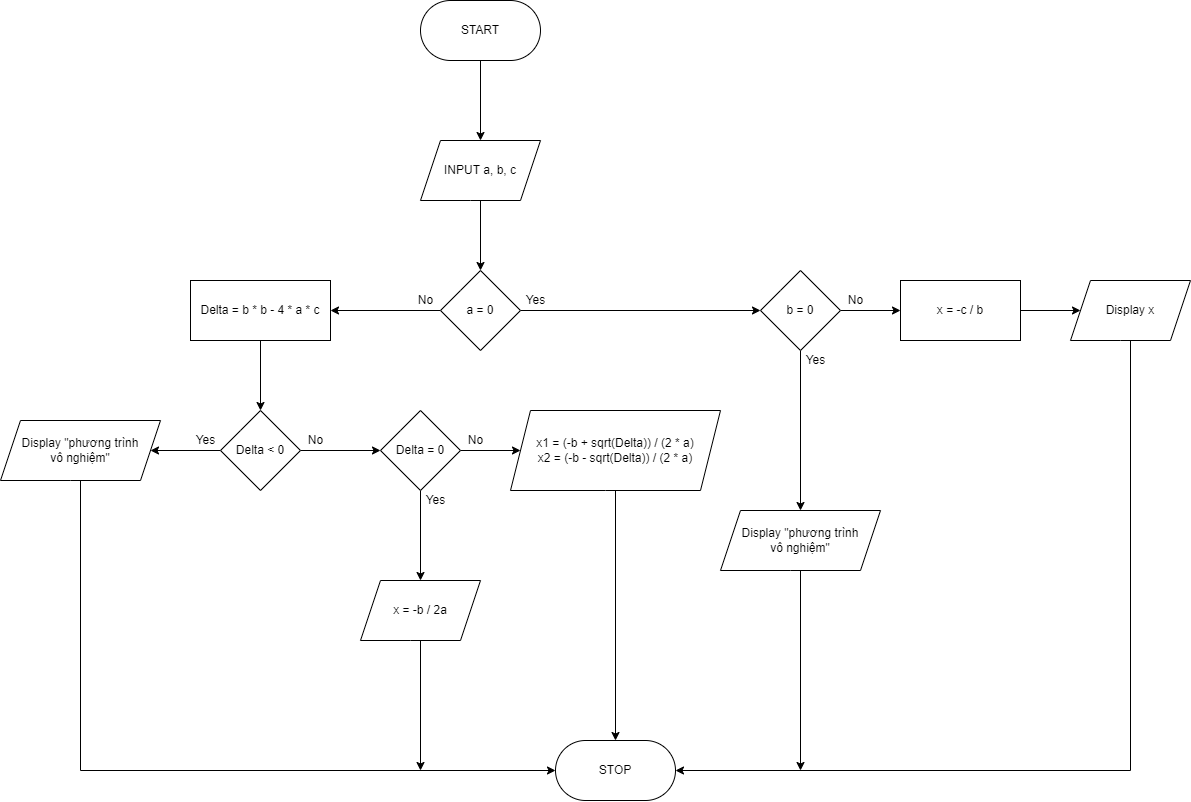 START
INPUT a, b, c
a = 0
No
Yes
Delta = b * b - 4 * a * c
b = 0
No
Yes
x = -c / b
Display x
Delta < 0
Yes
No
Display "phương trình
vô nghiệm"
Delta = 0
No
Yes
x1 = (-b + sqrt(Delta)) / (2 * a)
x2 = (-b - sqrt(Delta)) / (2 * a)
Display "phương trình
vô nghiệm"
x = -b / 2a
STOP